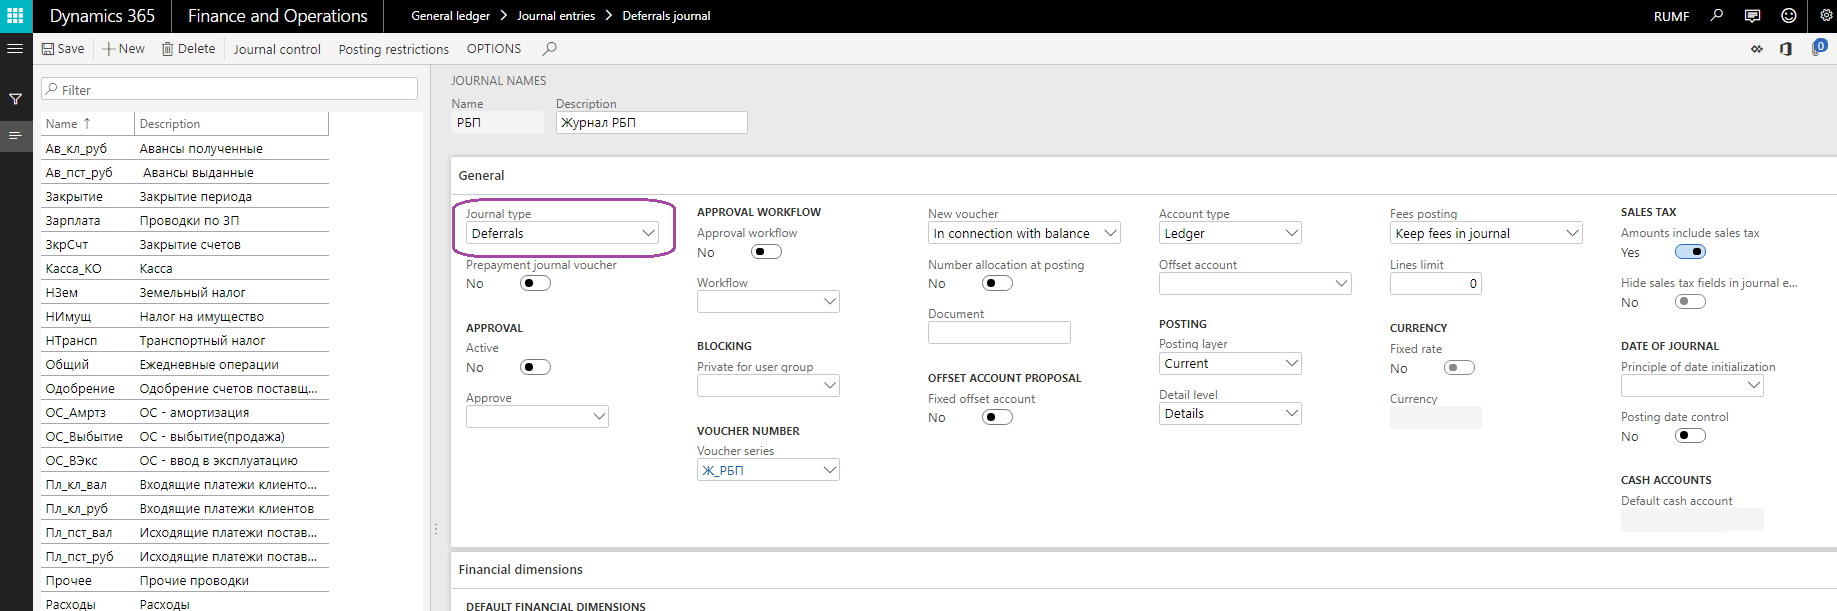 Dynamics 365 Finance and Operations General ledger Journal entries Deferrals journal RUMF
Save New Delete Journal control Posting restrictions OPTIONS 0
Filter
Name Description
Ав_кл_руб Авансы полученные
Ав_пст_руб Авансы выданные
Закрытие Закрытие периода
Зарплата Проводки по ЗП
ЗкрСчт Закрытие счетов
Касса_КО Касса
НЗем Земельный налог
НИмущ Налог на имущество
НТрансп Транспортный налог
Общий Ежедневные операции
Одобрение Одобрение счетов поставщ...
ОС_Амртз ОС - амортизация
ОС_Выбытие ОС - выбытие(продажа)
ОС_ВЭкс ОС - ввод в эксплуатацию
Пл_кл_вал Входящие платежи клиенто...
Пл_кл_руб Входящие платежи клиентов
Пл_пст_вал Исходящие платежи постав...
Пл_пст_руб Исходящие платежи постав...
Прочее Прочие проводки
Расходы Расходы
JOURNAL NAMES
Name Description
РБП Журнал РБП
General
Journal type
Deferrals
Prepayment journal voucher
No
APPROVAL
Active
No
Approve
APPROVAL WORKFLOW
Approval workflow
No
Workflow
BLOCKING
Private for user group
VOUCHER NUMBER
Voucher series
Ж_РБП
New voucher
In connection with balance
Number allocation at posting
No
Document
OFFSET ACCOUNT PROPOSAL
Fixed offset account
No
Account type
Ledger
Offset account
POSTING
Posting layer
Current
Detail level
Details
Fees posting
Keep fees in journal
Lines limit
0
CURRENCY
Fixed rate
No
Currency
SALES TAX
Amounts include sales tax
Yes
Hide sales tax fields in journal e...
No
DATE OF JOURNAL
Principle of date initialization
Posting date control
No
CASH ACCOUNTS
Default cash account
Financial dimensions
DEFAULT FINANCIAL DIMENSIONS